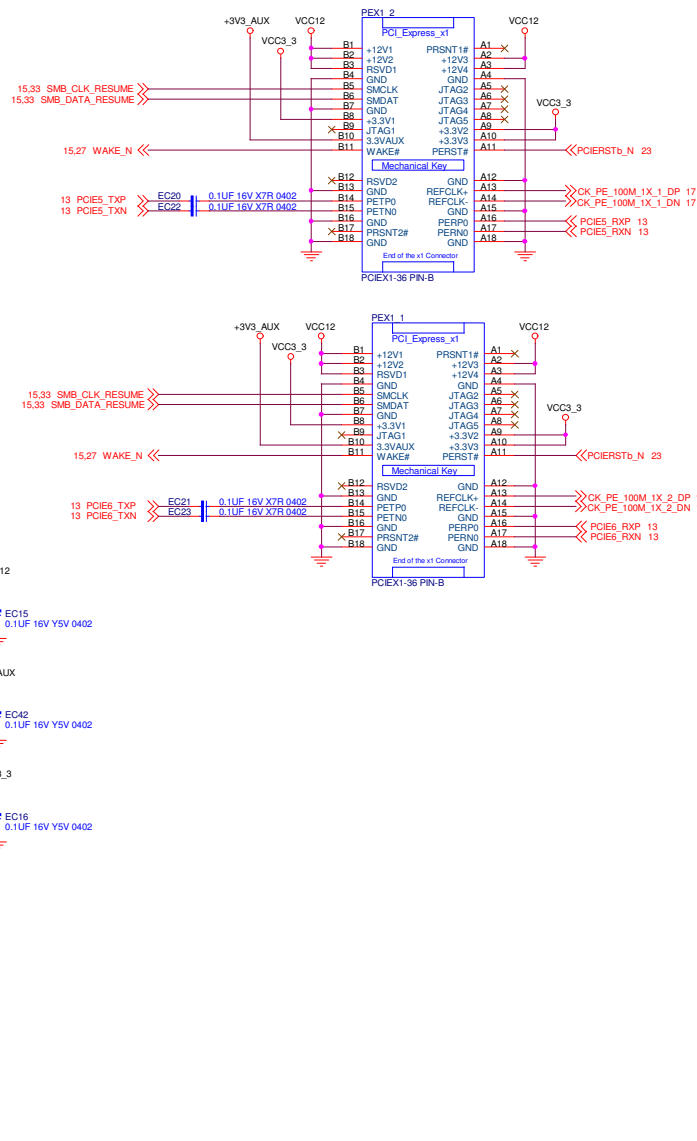 PEX1_2
PCI_Express_x1
+3V3_AUX
VCC12
VCC3_3
VCC12
VCC3_3
B1 +12V1 PRSNT1# A1
B2 +12V2 +12V3 A2
B3 RSVD1 +12V4 A3
B4 GND GND A4
15,33 SMB_CLK_RESUME B5 SMCLK JTAG2 A5
15,33 SMB_DATA_RESUME B6 SMDAT JTAG3 A6
B7 GND JTAG4 A7
B8 +3.3V1 JTAG5 A8
B9 JTAG1 +3.3V2 A9
B10 3.3VAUX +3.3V3 A10
15,27 WAKE_N B11 WAKE# PERST# A11 PCIERSTb_N 23
Mechanical Key
B12 RSVD2 GND A12
B13 GND REFCLK+ A13 CK_PE_100M_1X_1_DP 17
13 PCIE5_TXP EC20 0.1UF 16V X7R 0402 B14 PETP0 REFCLK- A14 CK_PE_100M_1X_1_DN 17
13 PCIE5_TXN EC22 0.1UF 16V X7R 0402 B15 PETN0 GND A15
B16 GND PERP0 A16 PCIE5_RXP 13
B17 PRSNT2# PERN0 A17 PCIE5_RXN 13
B18 GND GND A18
End of the x1 Connector
PCIEX1-36 PIN-B
PEX1_1
PCI_Express_x1
+3V3_AUX
VCC12
VCC3_3
VCC12
VCC3_3
B1 +12V1 PRSNT1# A1
B2 +12V2 +12V3 A2
B3 RSVD1 +12V4 A3
B4 GND GND A4
15,33 SMB_CLK_RESUME B5 SMCLK JTAG2 A5
15,33 SMB_DATA_RESUME B6 SMDAT JTAG3 A6
B7 GND JTAG4 A7
B8 +3.3V1 JTAG5 A8
B9 JTAG1 +3.3V2 A9
B10 3.3VAUX +3.3V3 A10
15,27 WAKE_N B11 WAKE# PERST# A11 PCIERSTb_N 23
Mechanical Key
B12 RSVD2 GND A12
B13 GND REFCLK+ A13 CK_PE_100M_1X_2_DP
13 PCIE6_TXP EC21 0.1UF 16V X7R 0402 B14 PETP0 REFCLK- A14 CK_PE_100M_1X_2_DN
13 PCIE6_TXN EC23 0.1UF 16V X7R 0402 B15 PETN0 GND A15
B16 GND PERP0 A16 PCIE6_RXP 13
B17 PRSNT2# PERN0 A17 PCIE6_RXN 13
B18 GND GND A18
End of the x1 Connector
PCIEX1-36 PIN-B
12
EC15
0.1UF 16V Y5V 0402
AUX
EC42
0.1UF 16V Y5V 0402
3_3
EC16
0.1UF 16V Y5V 0402